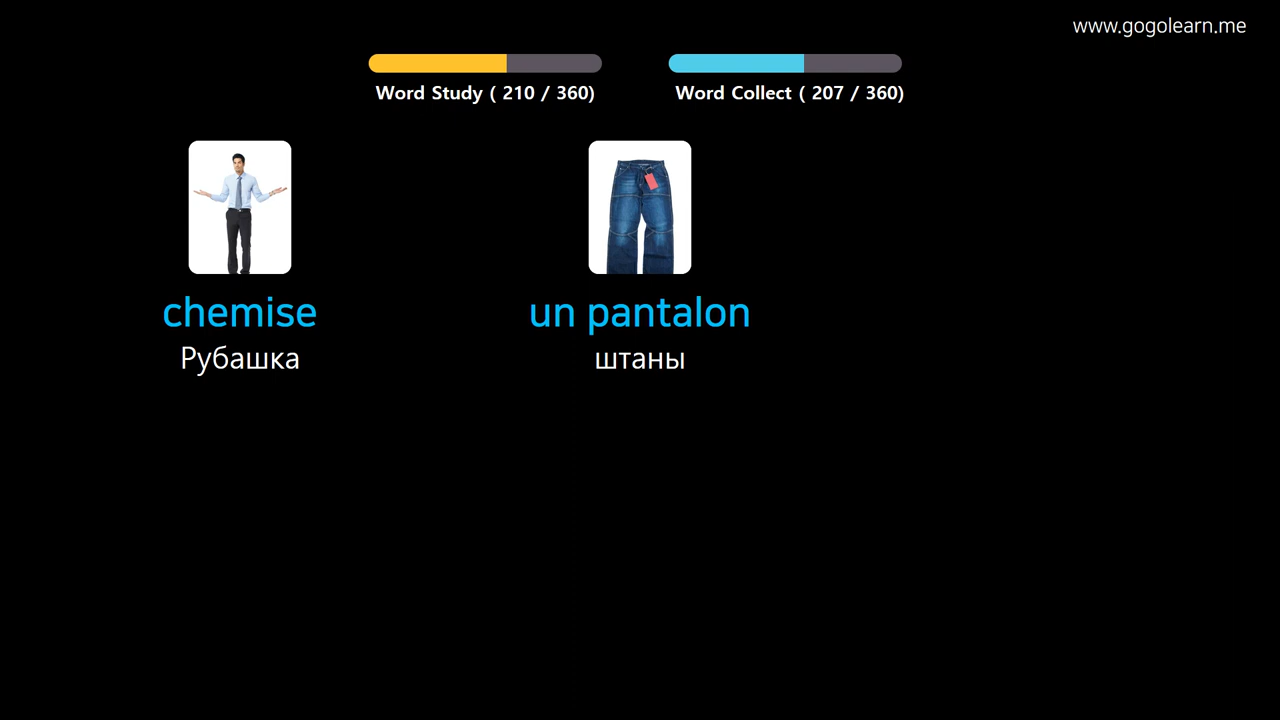 www.gogolearn.me
Word Study ( 210 / 360)
Word Collect ( 207 / 360)
chemise
un pantalon
Рубашка
штаны